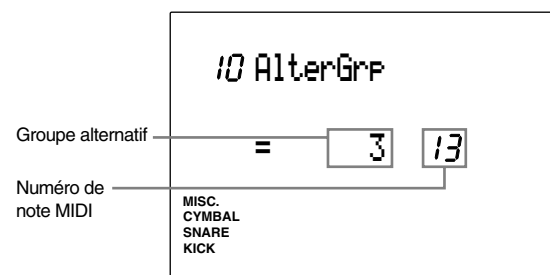 10 AlterGrp
Groupe alternatif
= 3 13
Numéro de
note MIDI
MISC.
CYMBAL
SNARE
KICK